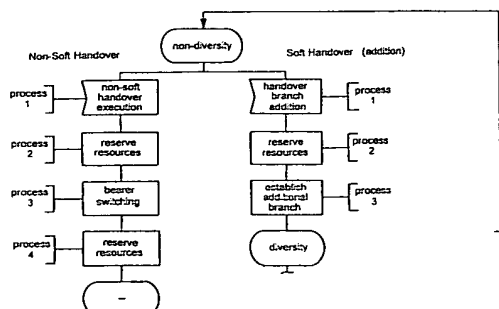 non-diversity
Non-Soft Handover
Soft Handover (addition)
process
1
non-soft
handover
execution
handover
branch
addition
process
1
process
2
reserve
resources
reserve
resources
process
2
process
3
bearer
switching
establish
additional
branch
process
3
process
4
reserve
resources
diversity
–